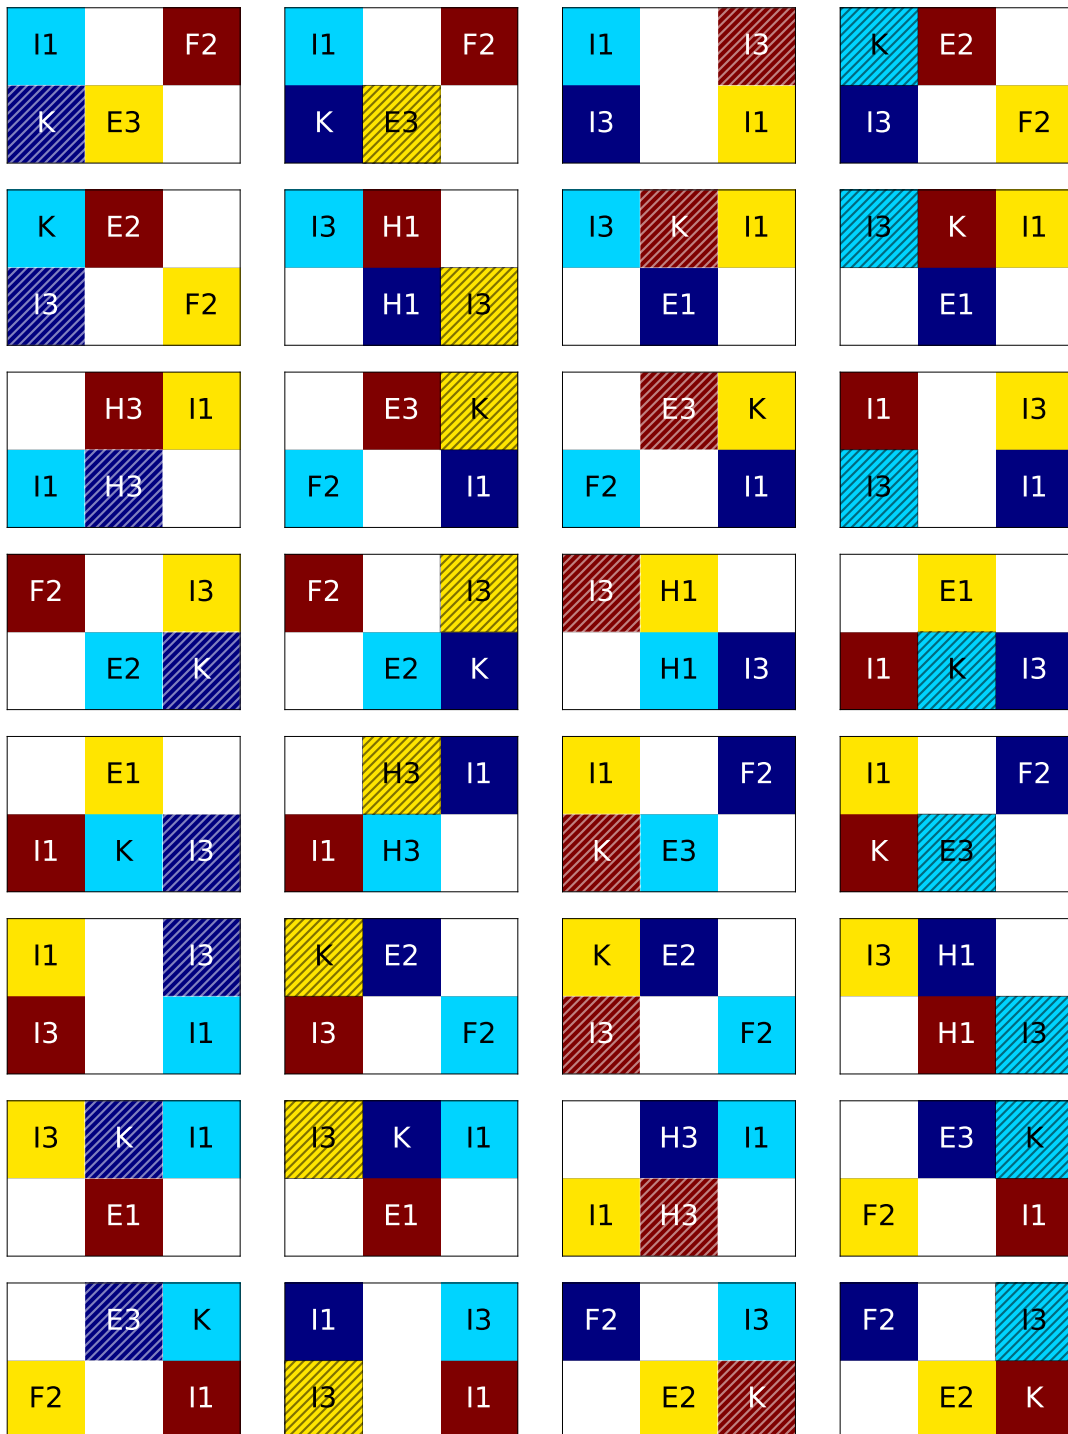 I1 F2 I1 F2 I1 I3 K E2
K E3 K E3 I3 I1 I3 F2
K E2 I3 H1 I3 K I1 I3 K I1
I3 F2 H1 I3 E1 E1
H3 I1 E3 K E3 K I1 I3
I1 H3 F2 I1 F2 I1 I3 I1
F2 I3 F2 I3 I3 H1 E1
E2 K E2 K H1 I3 I1 K I3
E1 H3 I1 I1 F2 I1 F2
I1 K I3 I1 H3 K E3 K E3
I1 I3 K E2 K E2 I3 H1
I3 I1 I3 F2 I3 F2 H1 I3
I3 K I1 I3 K I1 H3 I1 E3 K
E1 E1 I1 H3 F2 I1
E3 K I1 I3 F2 I3 F2 I3
F2 I1 I3 I1 E2 K E2 K